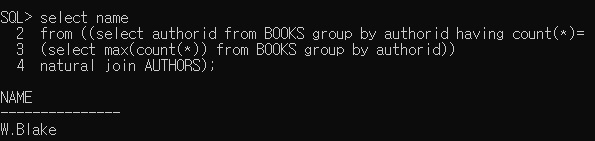 SQL> select name
  2  from ((select authorid from BOOKS group by authorid having count(*)=
  3  (select max(count(*)) from BOOKS group by authorid))
  4  natural join AUTHORS);
NAME
---------------
W.Blake